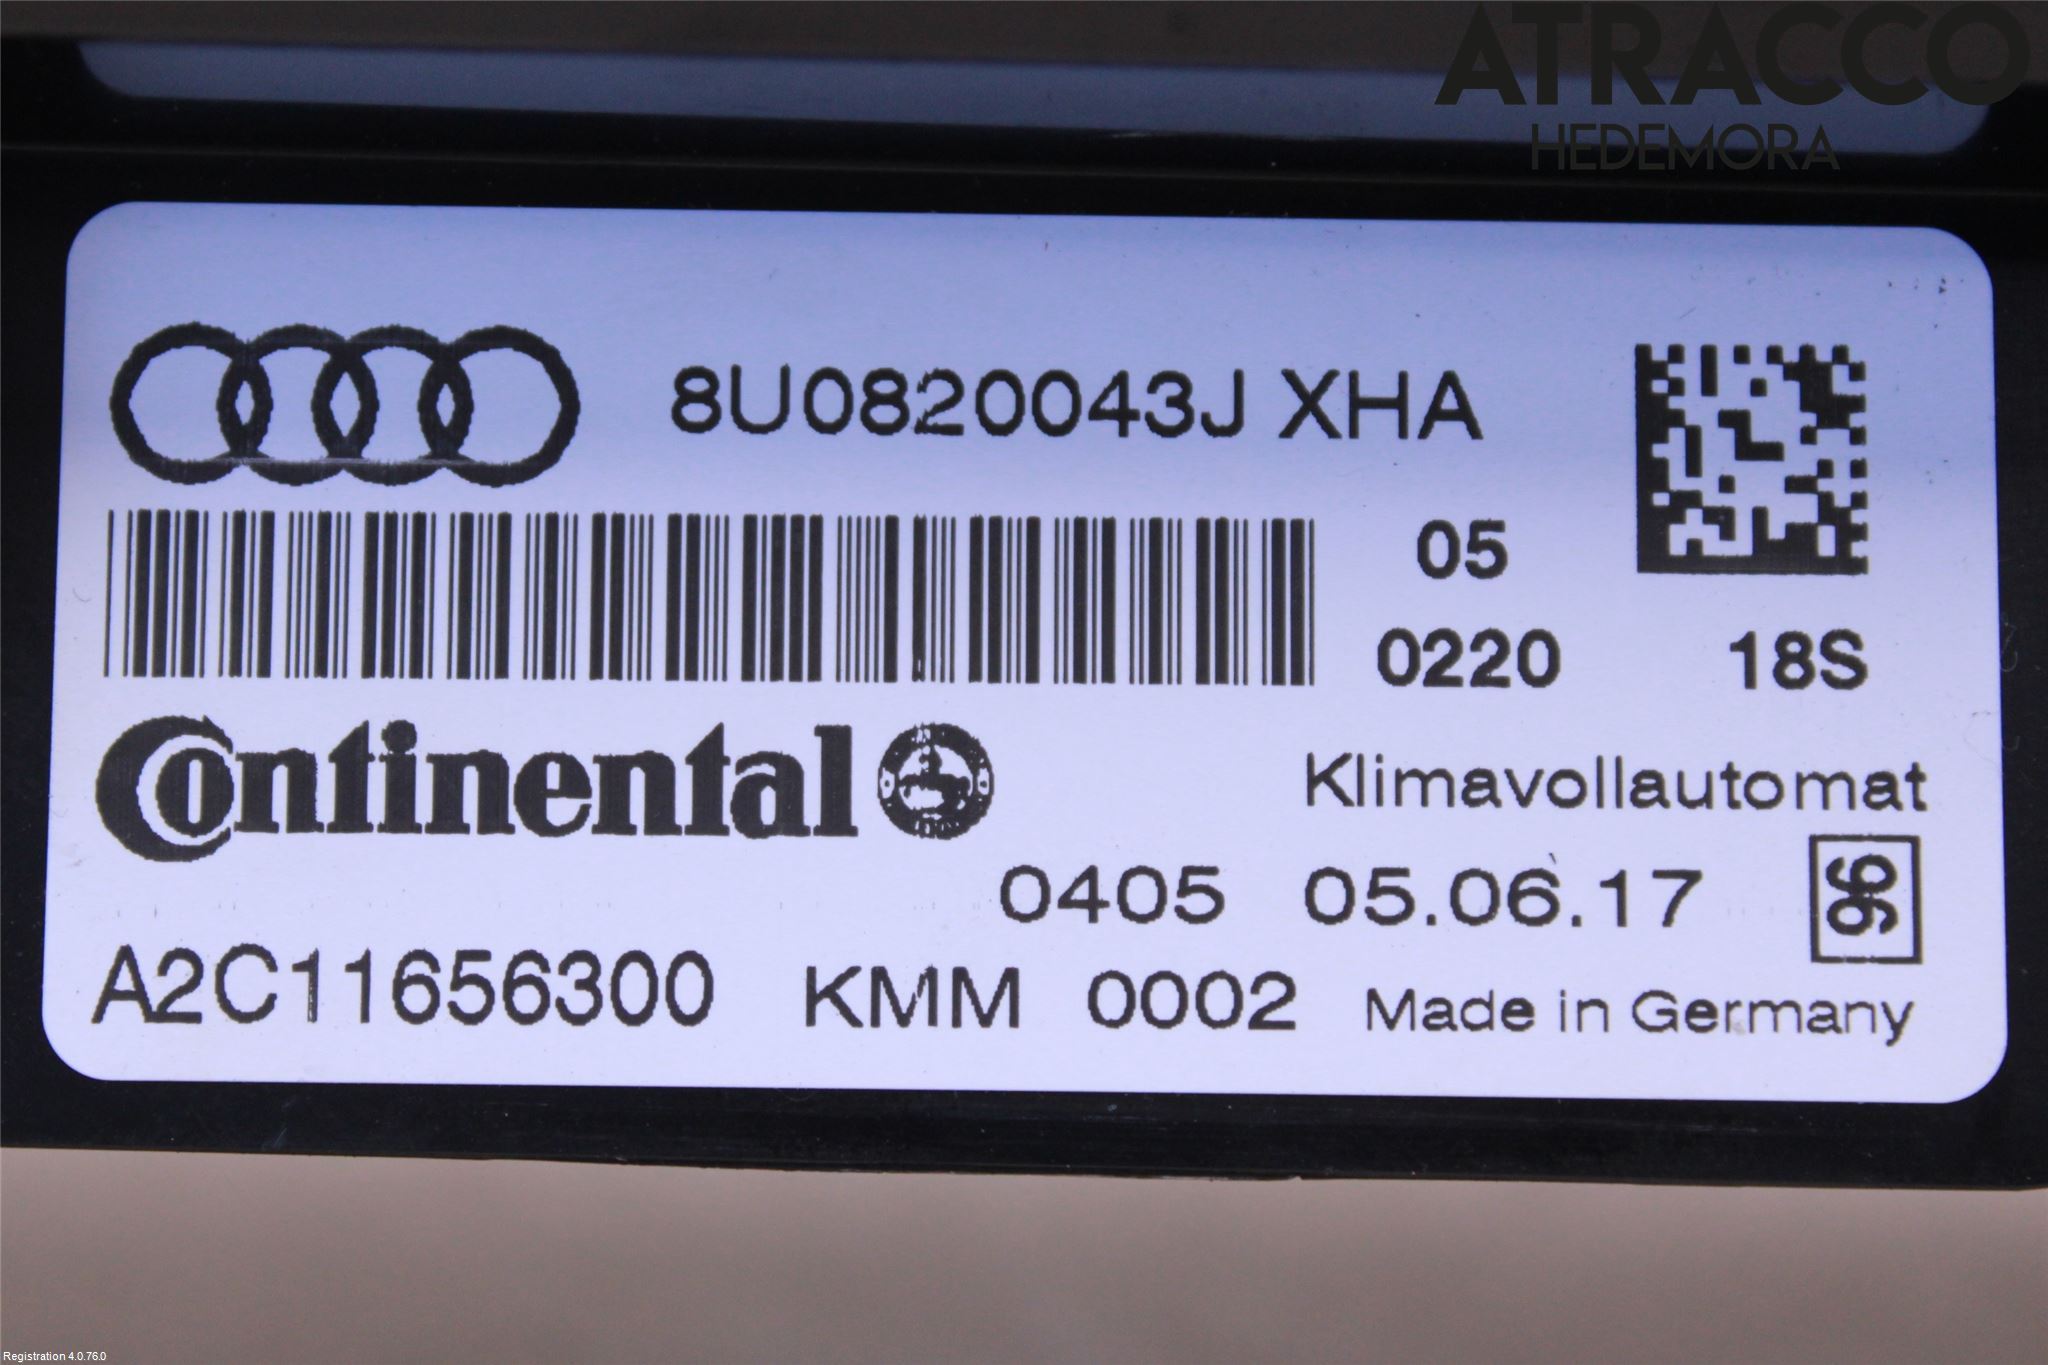 ATRACCO
HEDEMORA
8U0820043J XHA
05
0220 18S
Continental
Klimavollautomat
0405 05.06.17 96
A2C11656300 KMM 0002 Made in Germany
Registration 4.0.76.0